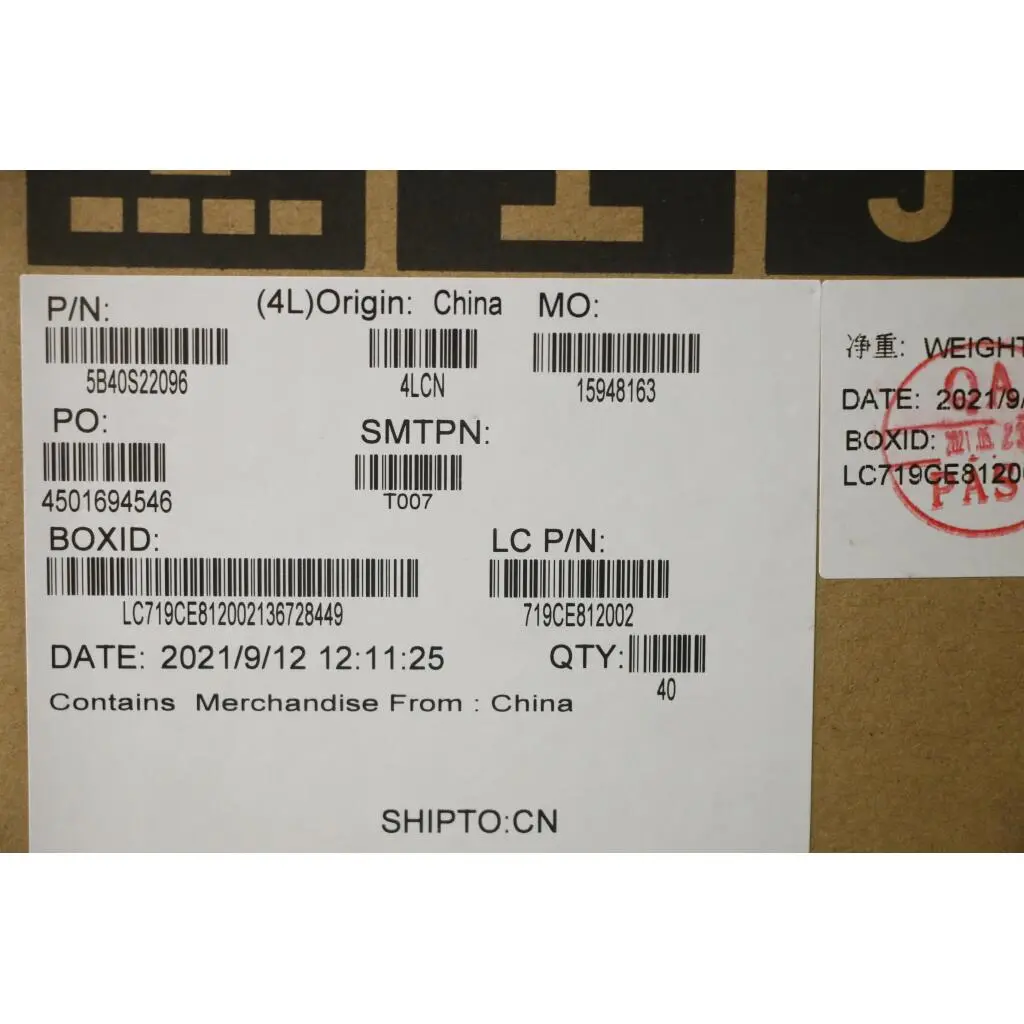 P/N: (4L)Origin: China MO:
5B40S22096 4LCN 15948163
PO: SMTPN:
4501694546 T007
BOXID: LC P/N:
LC719CE812002136728449 719CE812002
DATE: 2021/9/12 12:11:25 QTY:
40
Contains Merchandise From : China
SHIPTO:CN
净重: WEIGHT
DATE: 2021/9/
BOXID:
LC719CE8120
QA
PAS